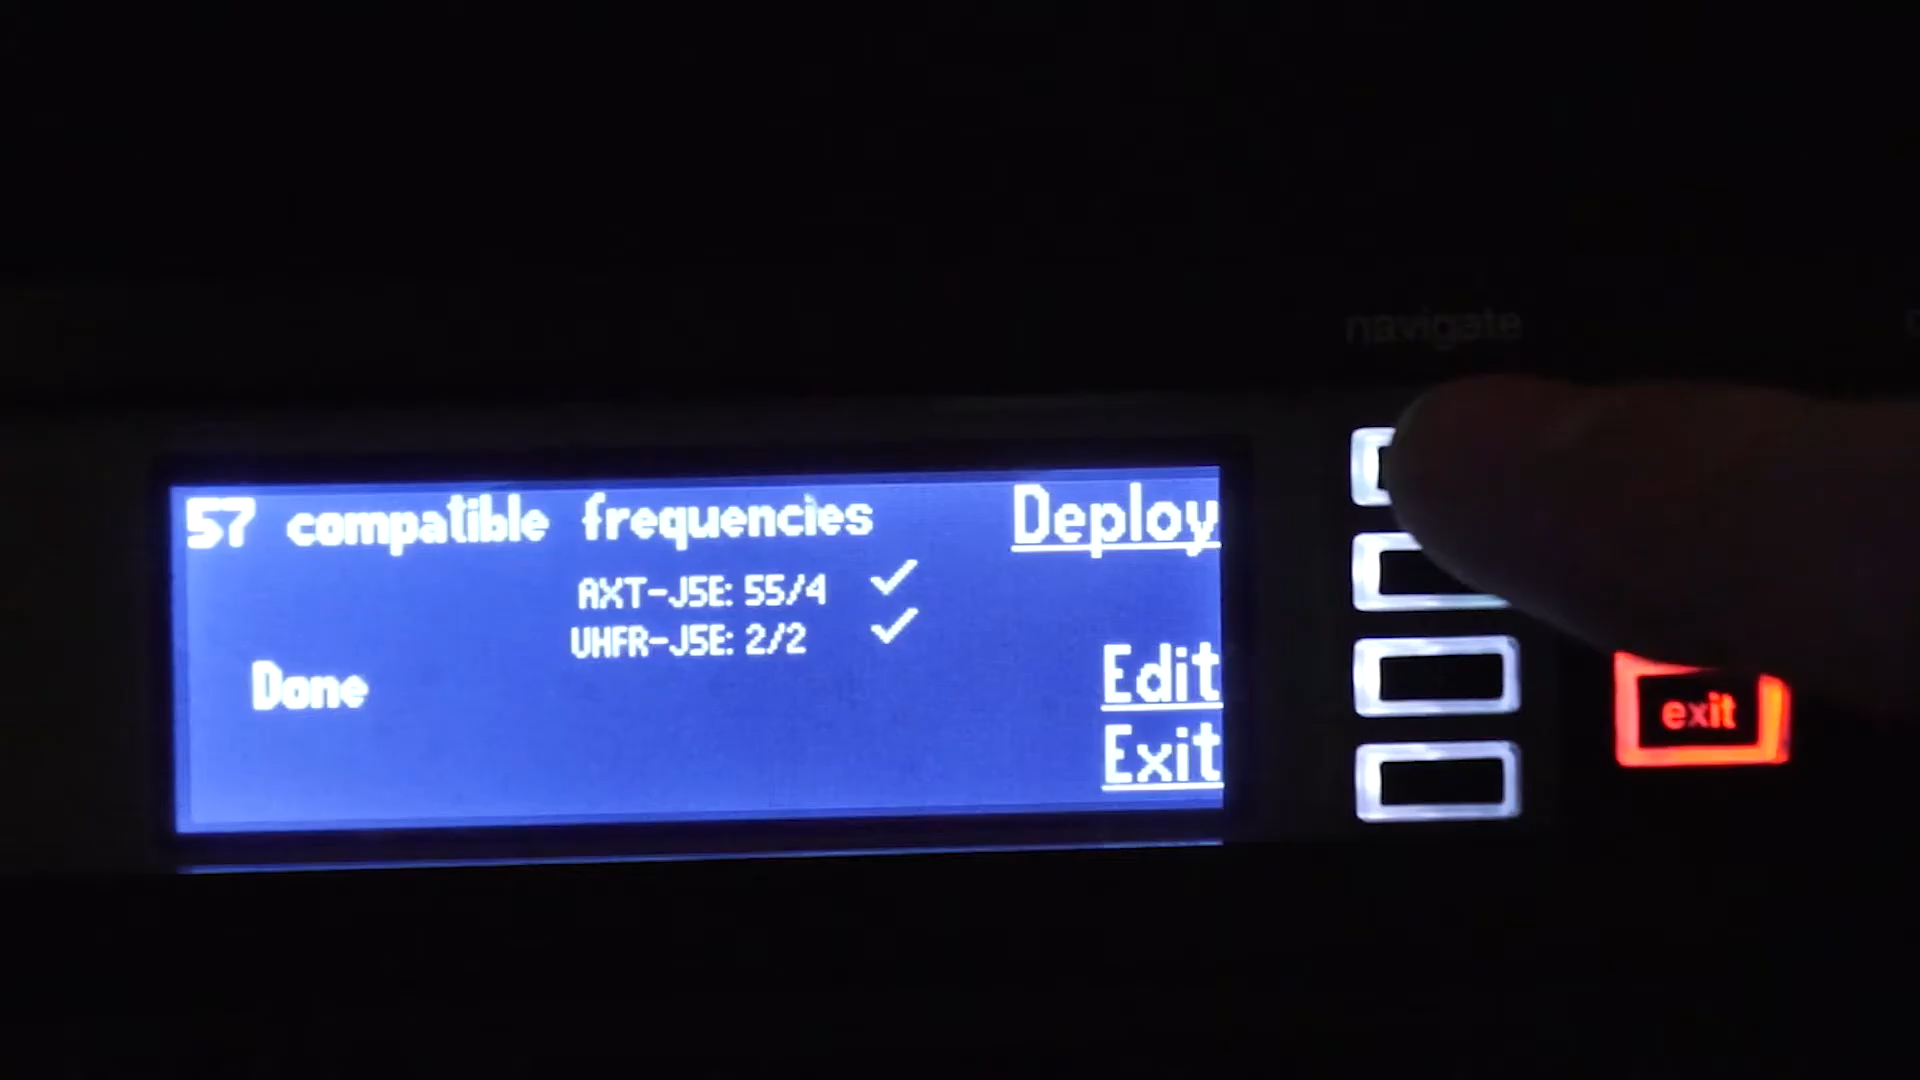 navigate
57 compatible frequencies Deploy
AXT-J5E: 55/4 ✓
UHFR-J5E: 2/2 ✓
Done Edit
Exit
exit